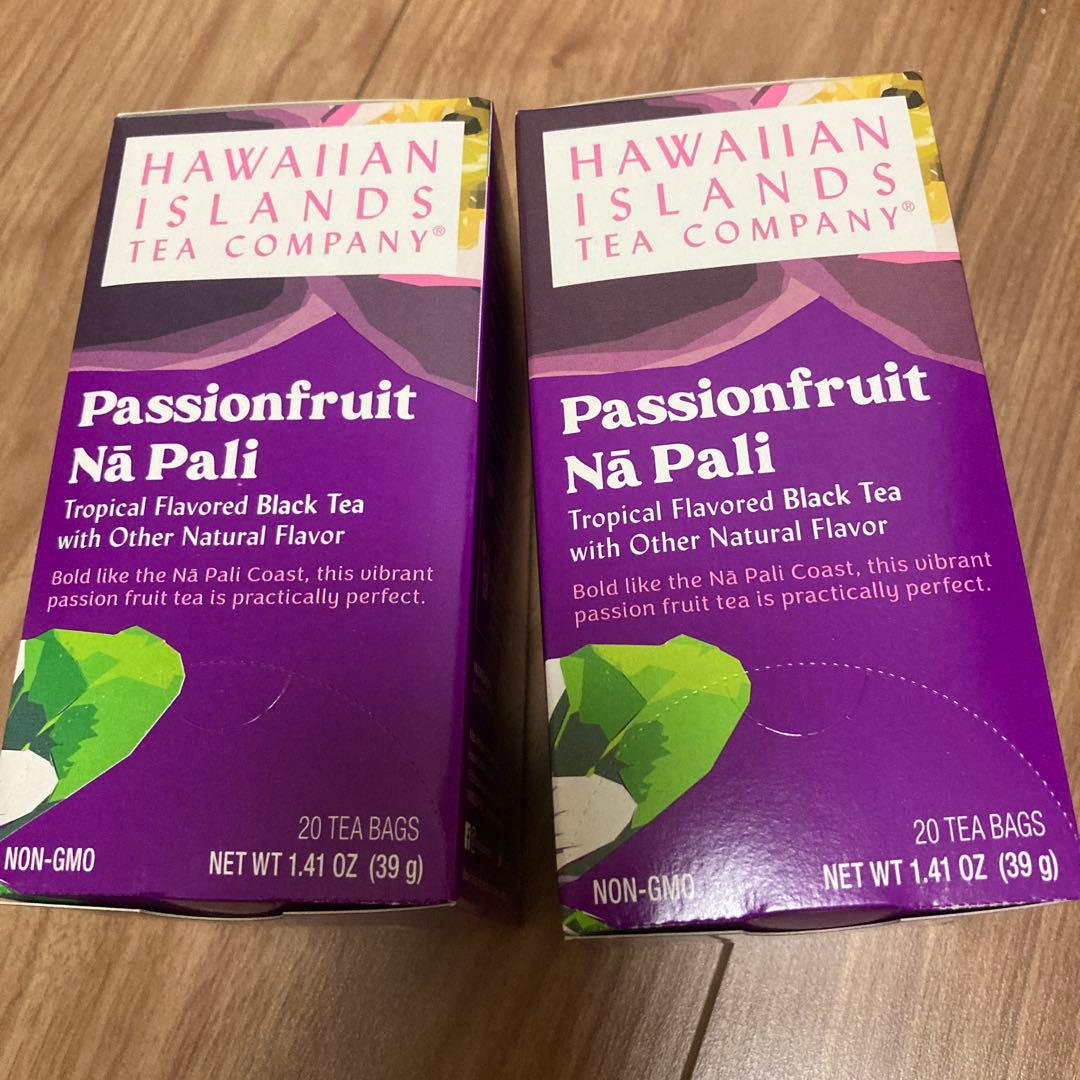 HAWAIIAN
ISLANDS
TEA COMPANY®
Passionfruit
Nā Pali
Tropical Flavored Black Tea
with Other Natural Flavor
Bold like the Nā Pali Coast, this vibrant
passion fruit tea is practically perfect.
20 TEA BAGS
NON-GMO
NET WT 1.41 OZ (39 g)
HAWAIIAN
ISLANDS
TEA COMPANY®
Passionfruit
Nā Pali
Tropical Flavored Black Tea
with Other Natural Flavor
Bold like the Nā Pali Coast, this vibrant
passion fruit tea is practically perfect.
20 TEA BAGS
NON-GMO
NET WT 1.41 OZ (39 g)